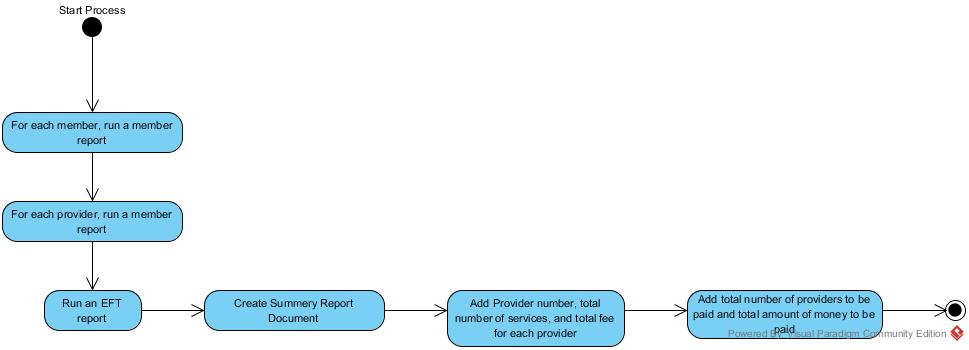 Start Process
For each member, run a member
report
For each provider, run a member
report
Run an EFT
report
Create Summery Report
Document
Add Provider number, total
number of services, and total fee
for each provider
Add total number of providers to be
paid and total amount of money to be
paid
Powered By Visual Paradigm Community Edition